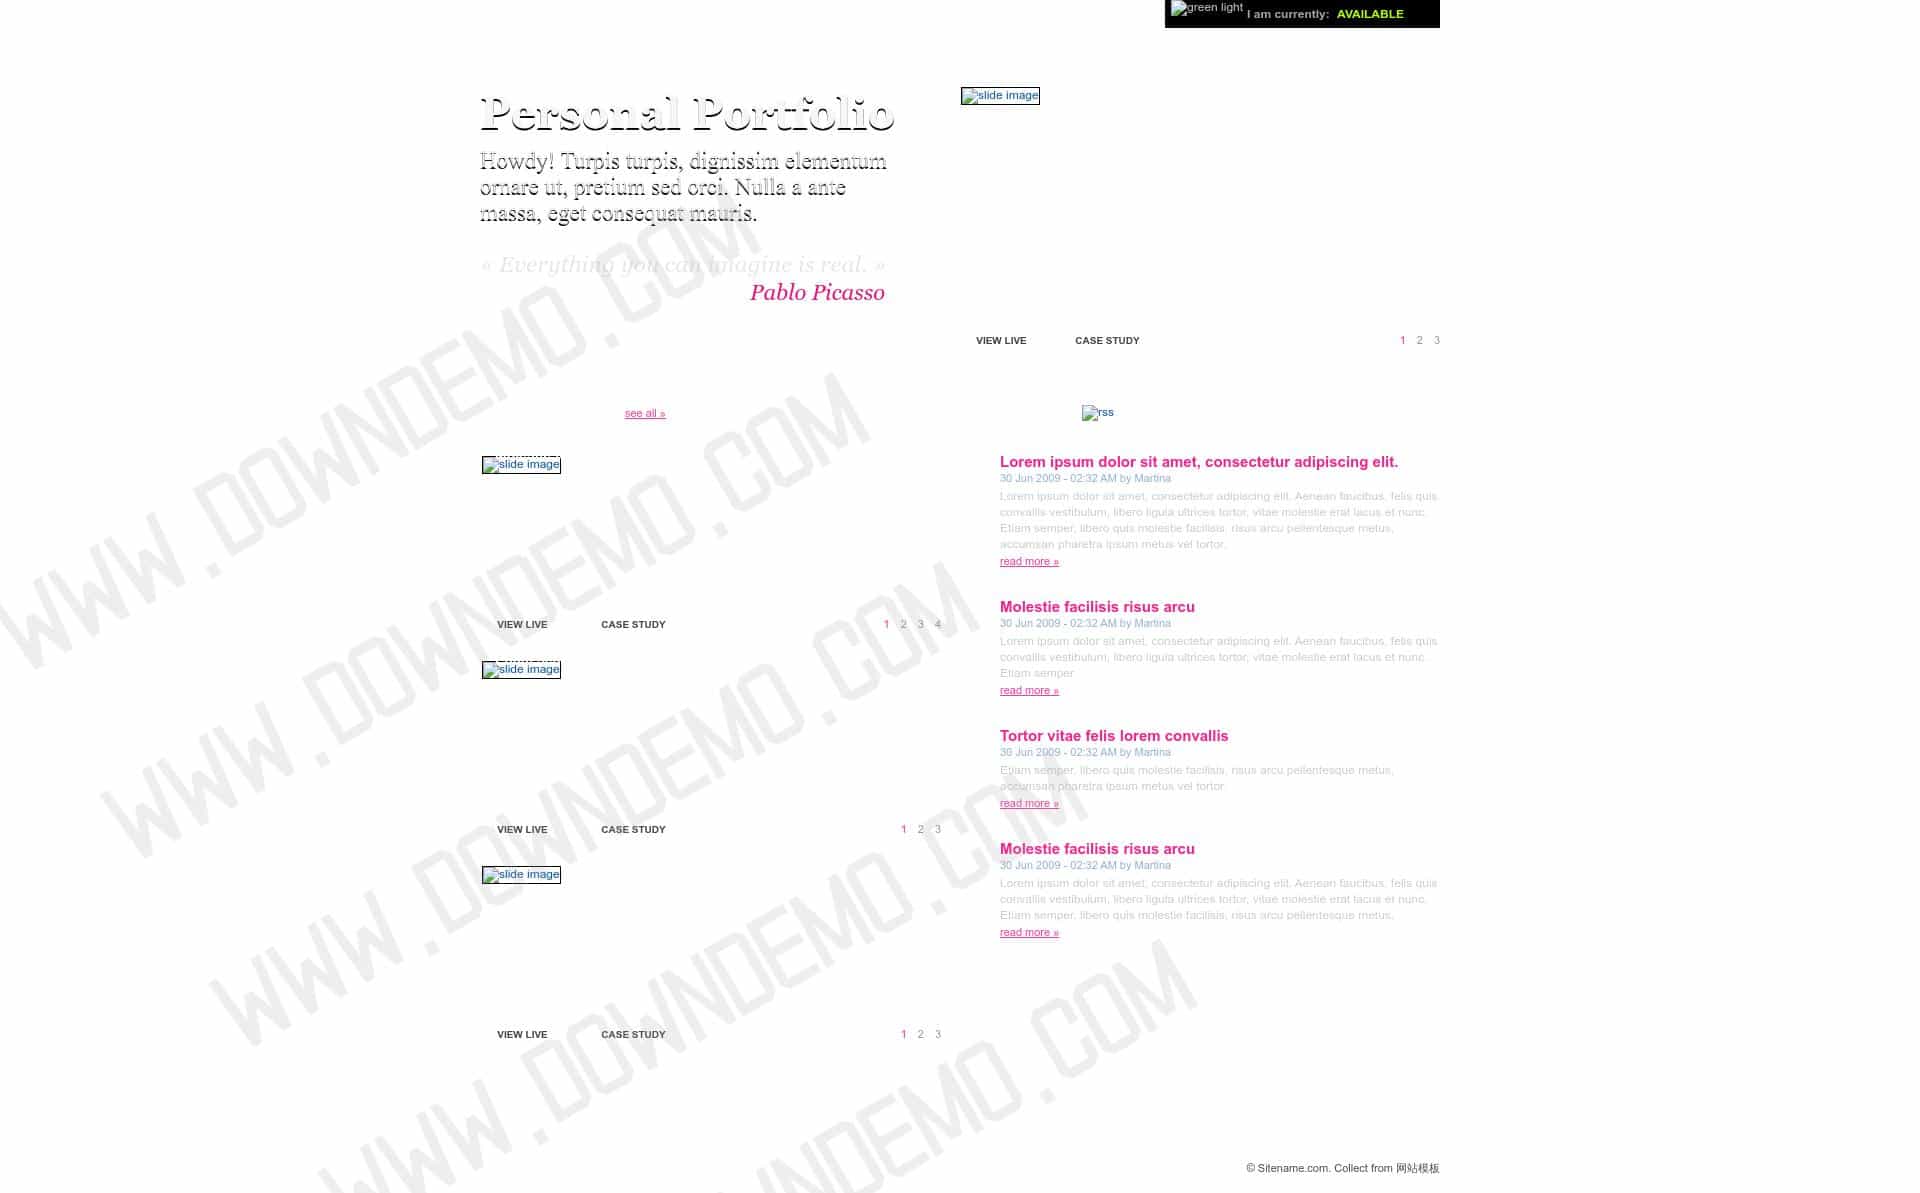 green light I am currently: AVAILABLE
Personal Portfolio
slide image
Howdy! Turpis turpis, dignissim elementum
ornare ut, pretium sed orci. Nulla a ante
massa, eget consequat mauris.
« Everything you can imagine is real. »
Pablo Picasso
VIEW LIVE CASE STUDY 1 2 3
see all »
rss
slide image
VIEW LIVE CASE STUDY 1 2 3 4
slide image
VIEW LIVE CASE STUDY 1 2 3
slide image
VIEW LIVE CASE STUDY 1 2 3
Lorem ipsum dolor sit amet, consectetur adipiscing elit.
30 Jun 2009 - 02:32 AM by Martina
Lorem ipsum dolor sit amet, consectetur adipiscing elit. Aenean faucibus, felis quis
convallis vestibulum, libero ligula ultrices tortor, vitae molestie erat lacus et nunc.
Etiam semper, libero quis molestie facilisis, risus arcu pellentesque metus,
accumsan pharetra ipsum metus vel tortor.
read more »
Molestie facilisis risus arcu
30 Jun 2009 - 02:32 AM by Martina
Lorem ipsum dolor sit amet, consectetur adipiscing elit. Aenean faucibus, felis quis
convallis vestibulum, libero ligula ultrices tortor, vitae molestie erat lacus et nunc.
Etiam semper
read more »
Tortor vitae felis lorem convallis
30 Jun 2009 - 02:32 AM by Martina
Etiam semper, libero quis molestie facilisis, risus arcu pellentesque metus,
accumsan pharetra ipsum metus vel tortor.
read more »
Molestie facilisis risus arcu
30 Jun 2009 - 02:32 AM by Martina
Lorem ipsum dolor sit amet, consectetur adipiscing elit. Aenean faucibus, felis quis
convallis vestibulum, libero ligula ultrices tortor, vitae molestie erat lacus et nunc.
Etiam semper, libero quis molestie facilisis, risus arcu pellentesque metus,
read more »
© Sitename.com. Collect from 网站模板
WWW.DOWNDEMO.COM
WWW.DOWNDEMO.COM
WWW.DOWNDEMO.COM
WWW.DOWNDEMO.COM
NDEMO.COM